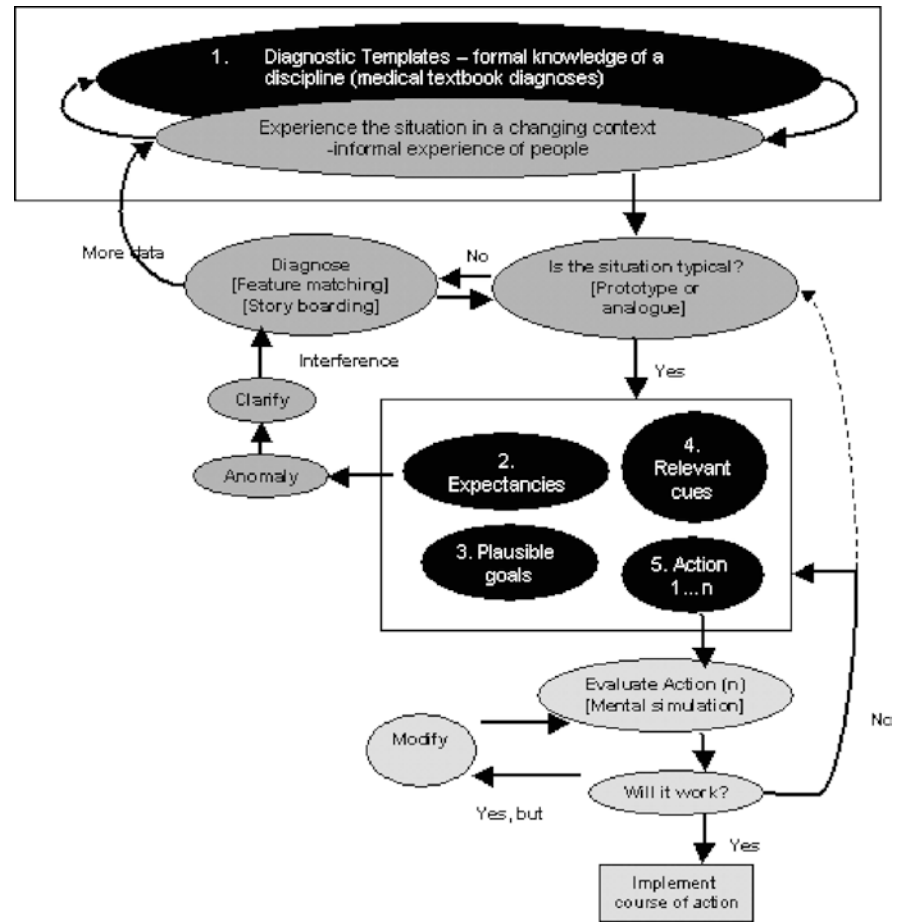 1. Diagnostic Templates – formal knowledge of a
discipline (medical textbook diagnoses)
Experience the situation in a changing context
-informal experience of people
More data
Diagnose
[Feature matching]
[Story boarding]
No
Is the situation typical?
[Prototype or
analogue]
Interference
Yes
Clarify
Anomaly
2.
Expectancies
4.
Relevant
cues
3. Plausible
goals
5. Action
1...n
Evaluate Action (n)
[Mental simulation]
No
Modify
Will it work?
Yes, but
Yes
Implement
course of action